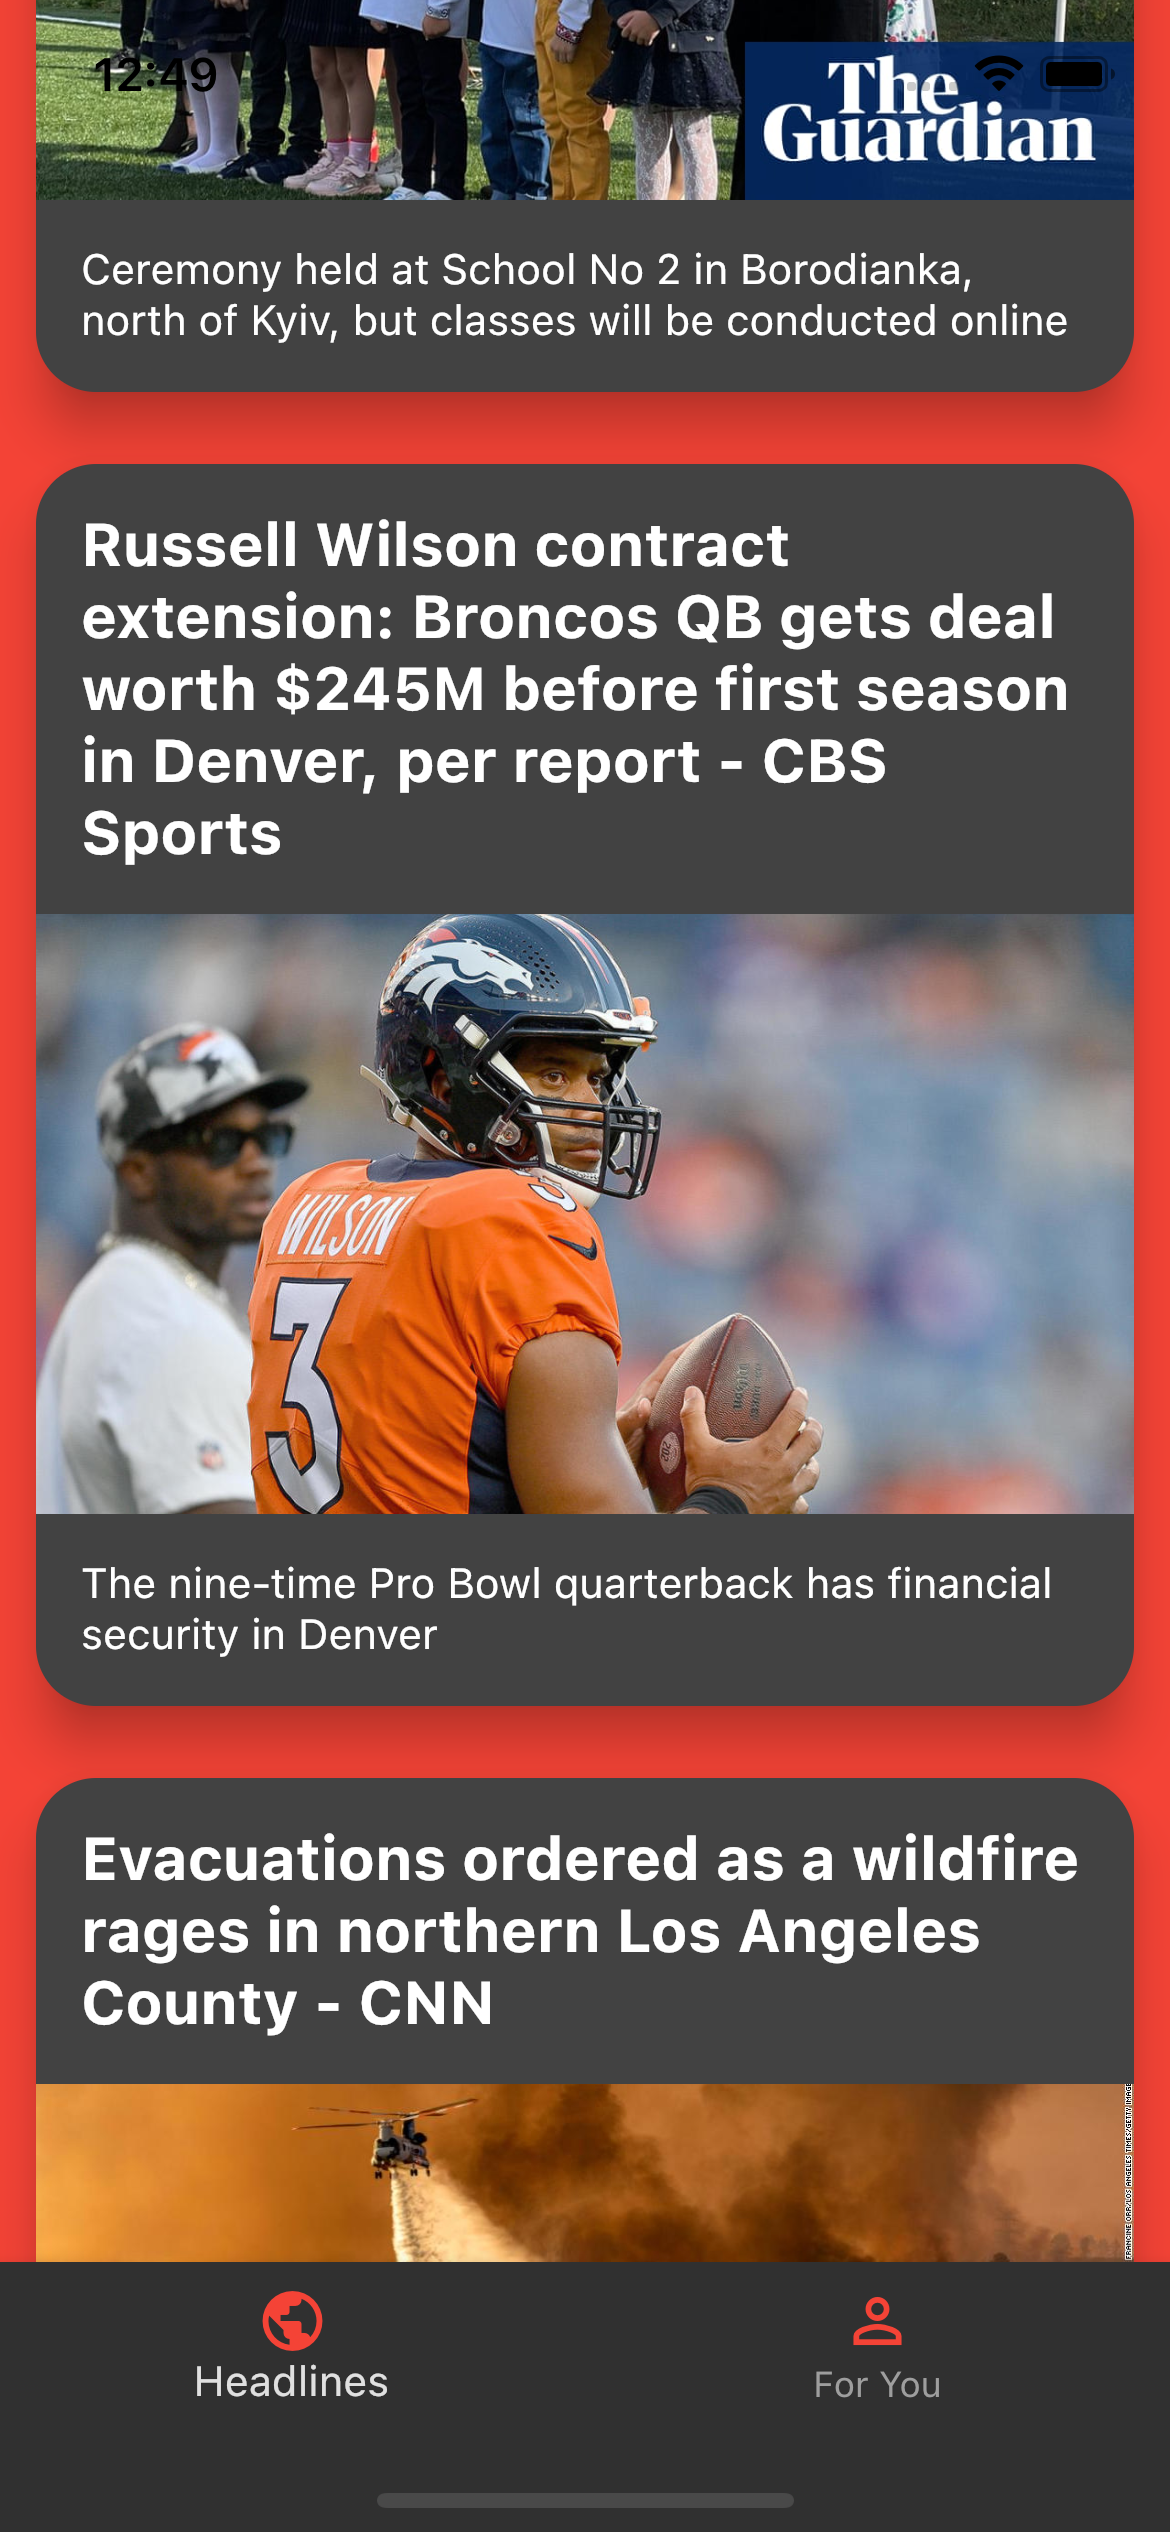 12:49
The
Guardian
Ceremony held at School No 2 in Borodianka,
north of Kyiv, but classes will be conducted online
Russell Wilson contract
extension: Broncos QB gets deal
worth $245M before first season
in Denver, per report - CBS
Sports
WILSON
3
The nine-time Pro Bowl quarterback has financial
security in Denver
Evacuations ordered as a wildfire
rages in northern Los Angeles
County - CNN
FRANCINE ORR/LOS ANGELES TIMES/GETTY IMAGE
Headlines
For You